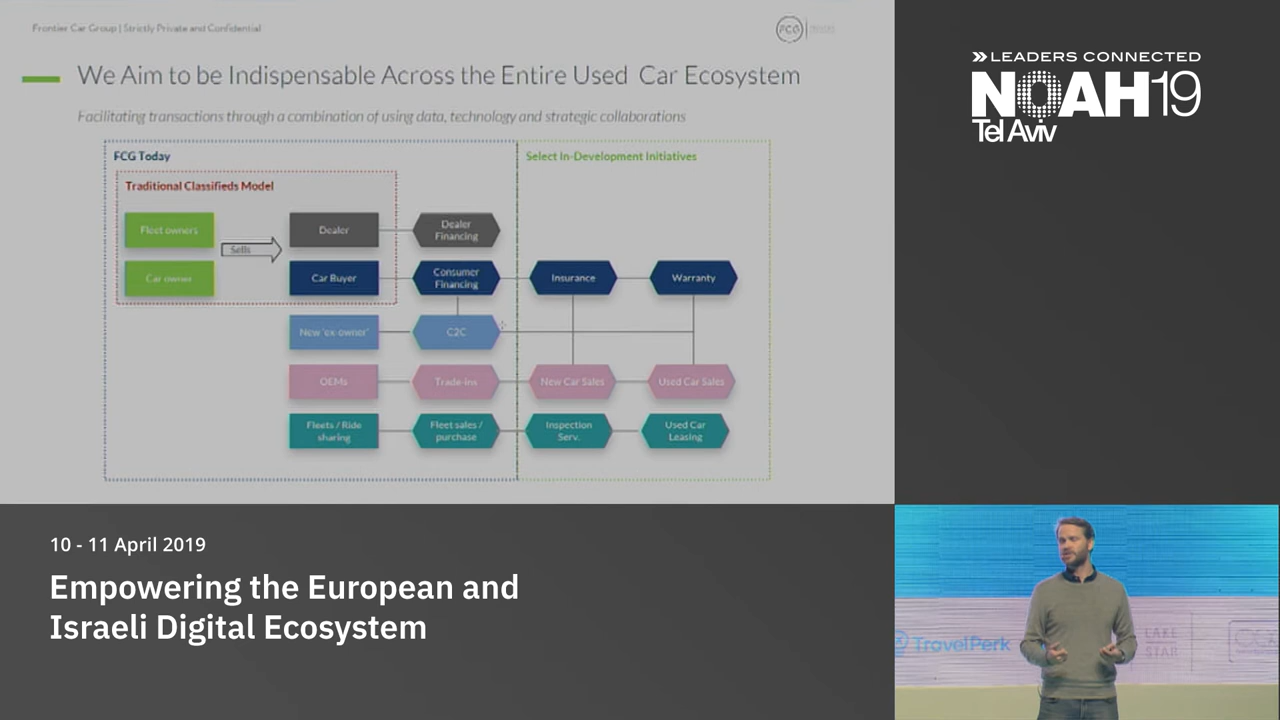 Frontier Car Group | Strictly Private and Confidential
FCG
We Aim to be Indispensable Across the Entire Used Car Ecosystem
Facilitating transactions through a combination of using data, technology and strategic collaborations
FCG Today
Select In-Development Initiatives
Traditional Classifieds Model
Fleet owners
Sells
Dealer
Dealer
Financing
Car owner
Car Buyer
Consumer
Financing
Insurance
Warranty
New 'ex-owner'
C2C
OEMs
Trade-ins
New Car Sales
Used Car Sales
Fleets / Ride
sharing
Fleet sales /
purchase
Inspection
Serv.
Used Car
Leasing
LEADERS CONNECTED
NOAH19
Tel Aviv
10 - 11 April 2019
Empowering the European and
Israeli Digital Ecosystem
TravelPerk
LAKE
STAR